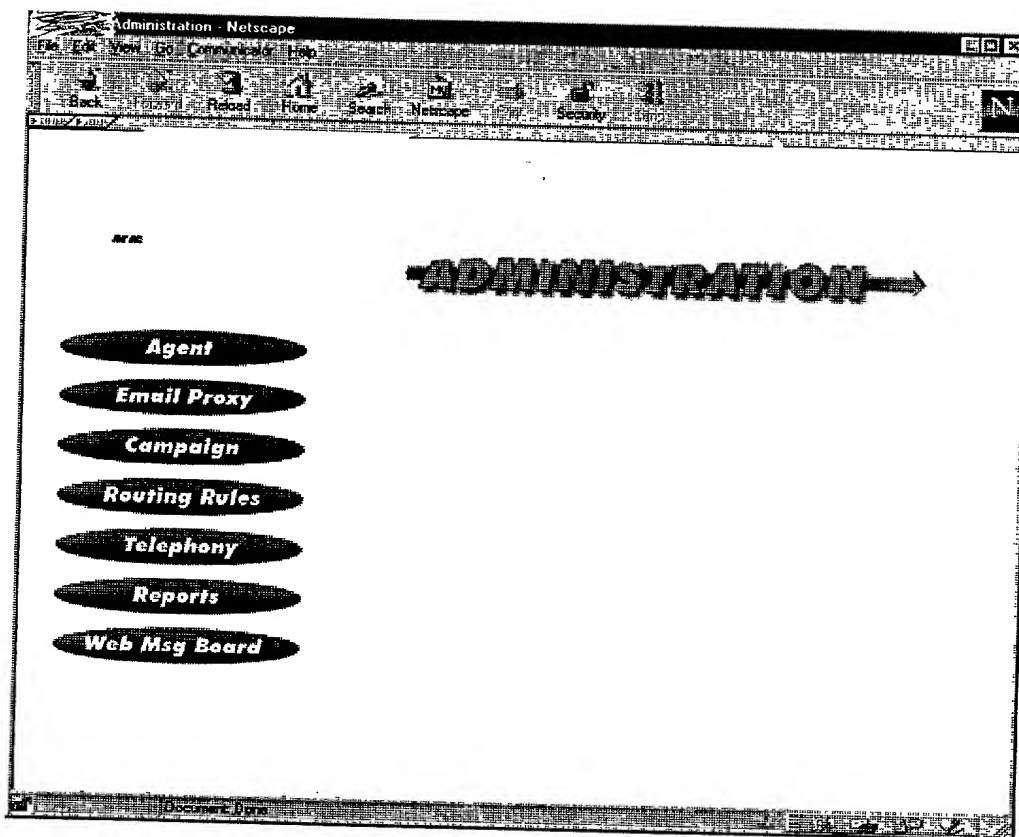 Administration - Netscape
File Edit View Go Communicator Help
Back Reload Home Search Netscape Security
ADMINISTRATION
Agent
Email Proxy
Campaign
Routing Rules
Telephony
Reports
Web Msg Board
Document: Done